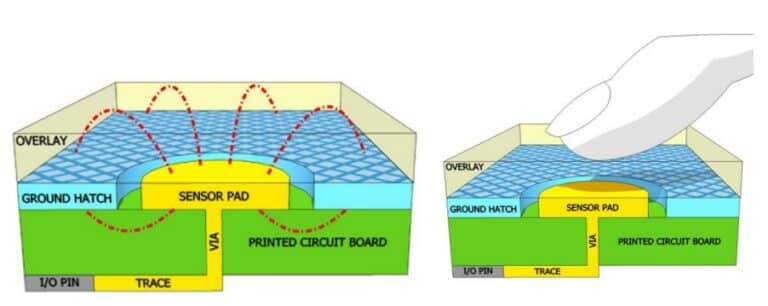 OVERLAY
GROUND HATCH
SENSOR PAD
VIA
PRINTED CIRCUIT BOARD
I/O PIN
TRACE
OVERLAY
GROUND HATCH
SENSOR PAD
VIA
PRINTED CIRCUIT BOARD
I/O PIN
TRACE